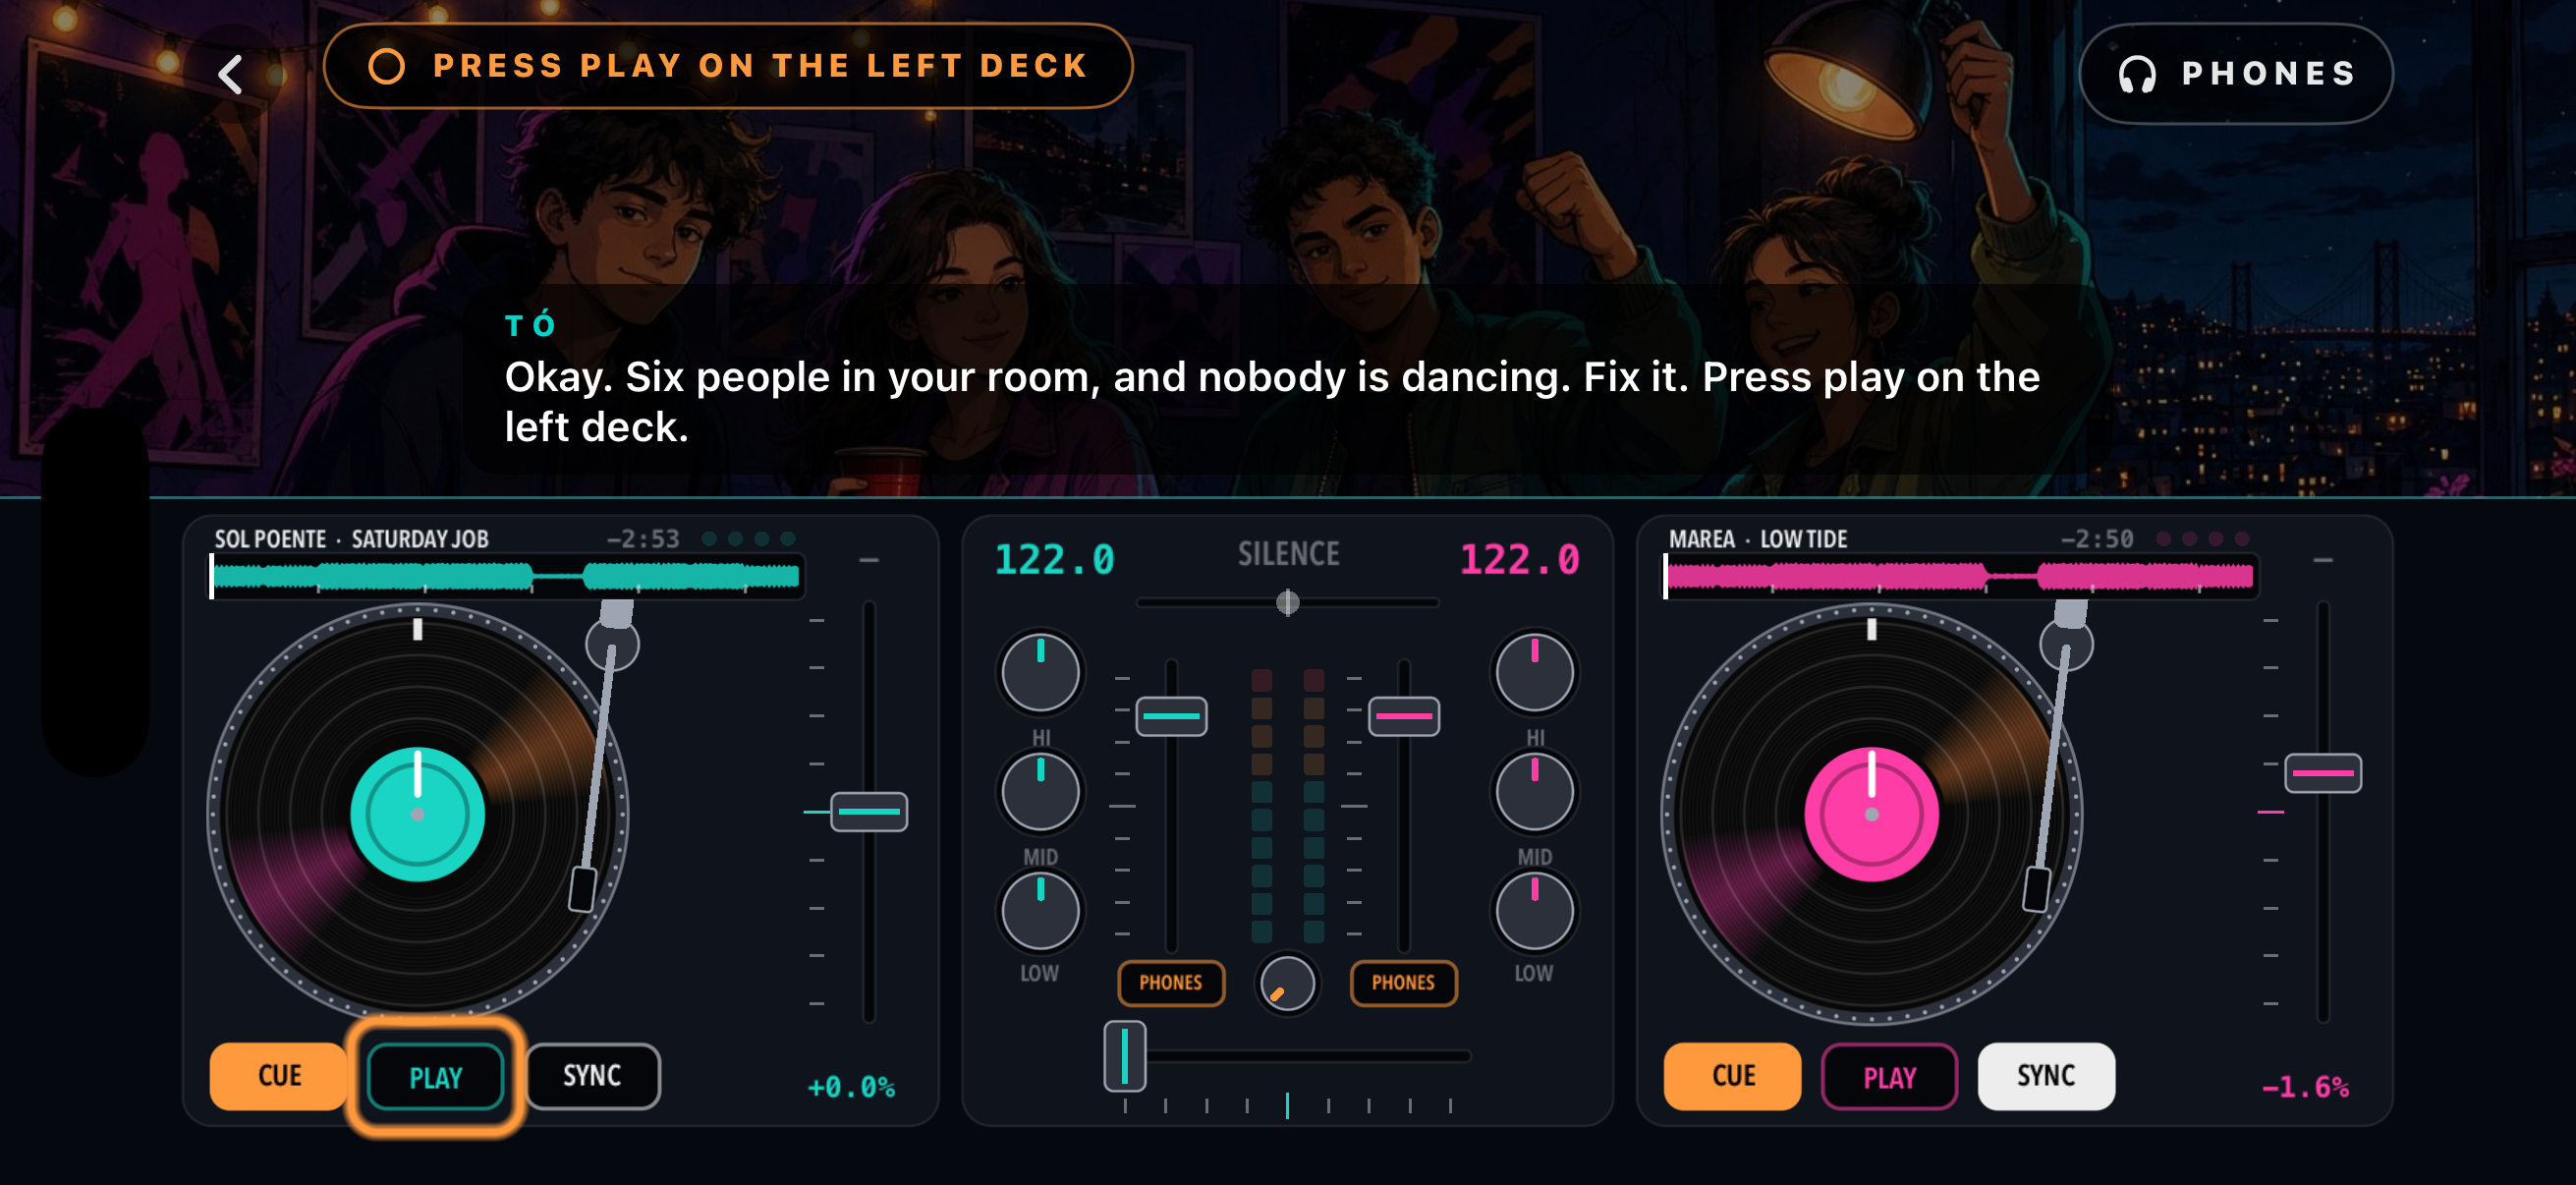 PRESS PLAY ON THE LEFT DECK
PHONES
TÓ
Okay. Six people in your room, and nobody is dancing. Fix it. Press play on the
left deck.
SOL POENTE · SATURDAY JOB
−2:53
122.0
SILENCE
122.0
MAREA · LOW TIDE
−2:50
HI
HI
MID
MID
LOW
LOW
PHONES
PHONES
CUE
PLAY
SYNC
+0.0%
CUE
PLAY
SYNC
−1.6%